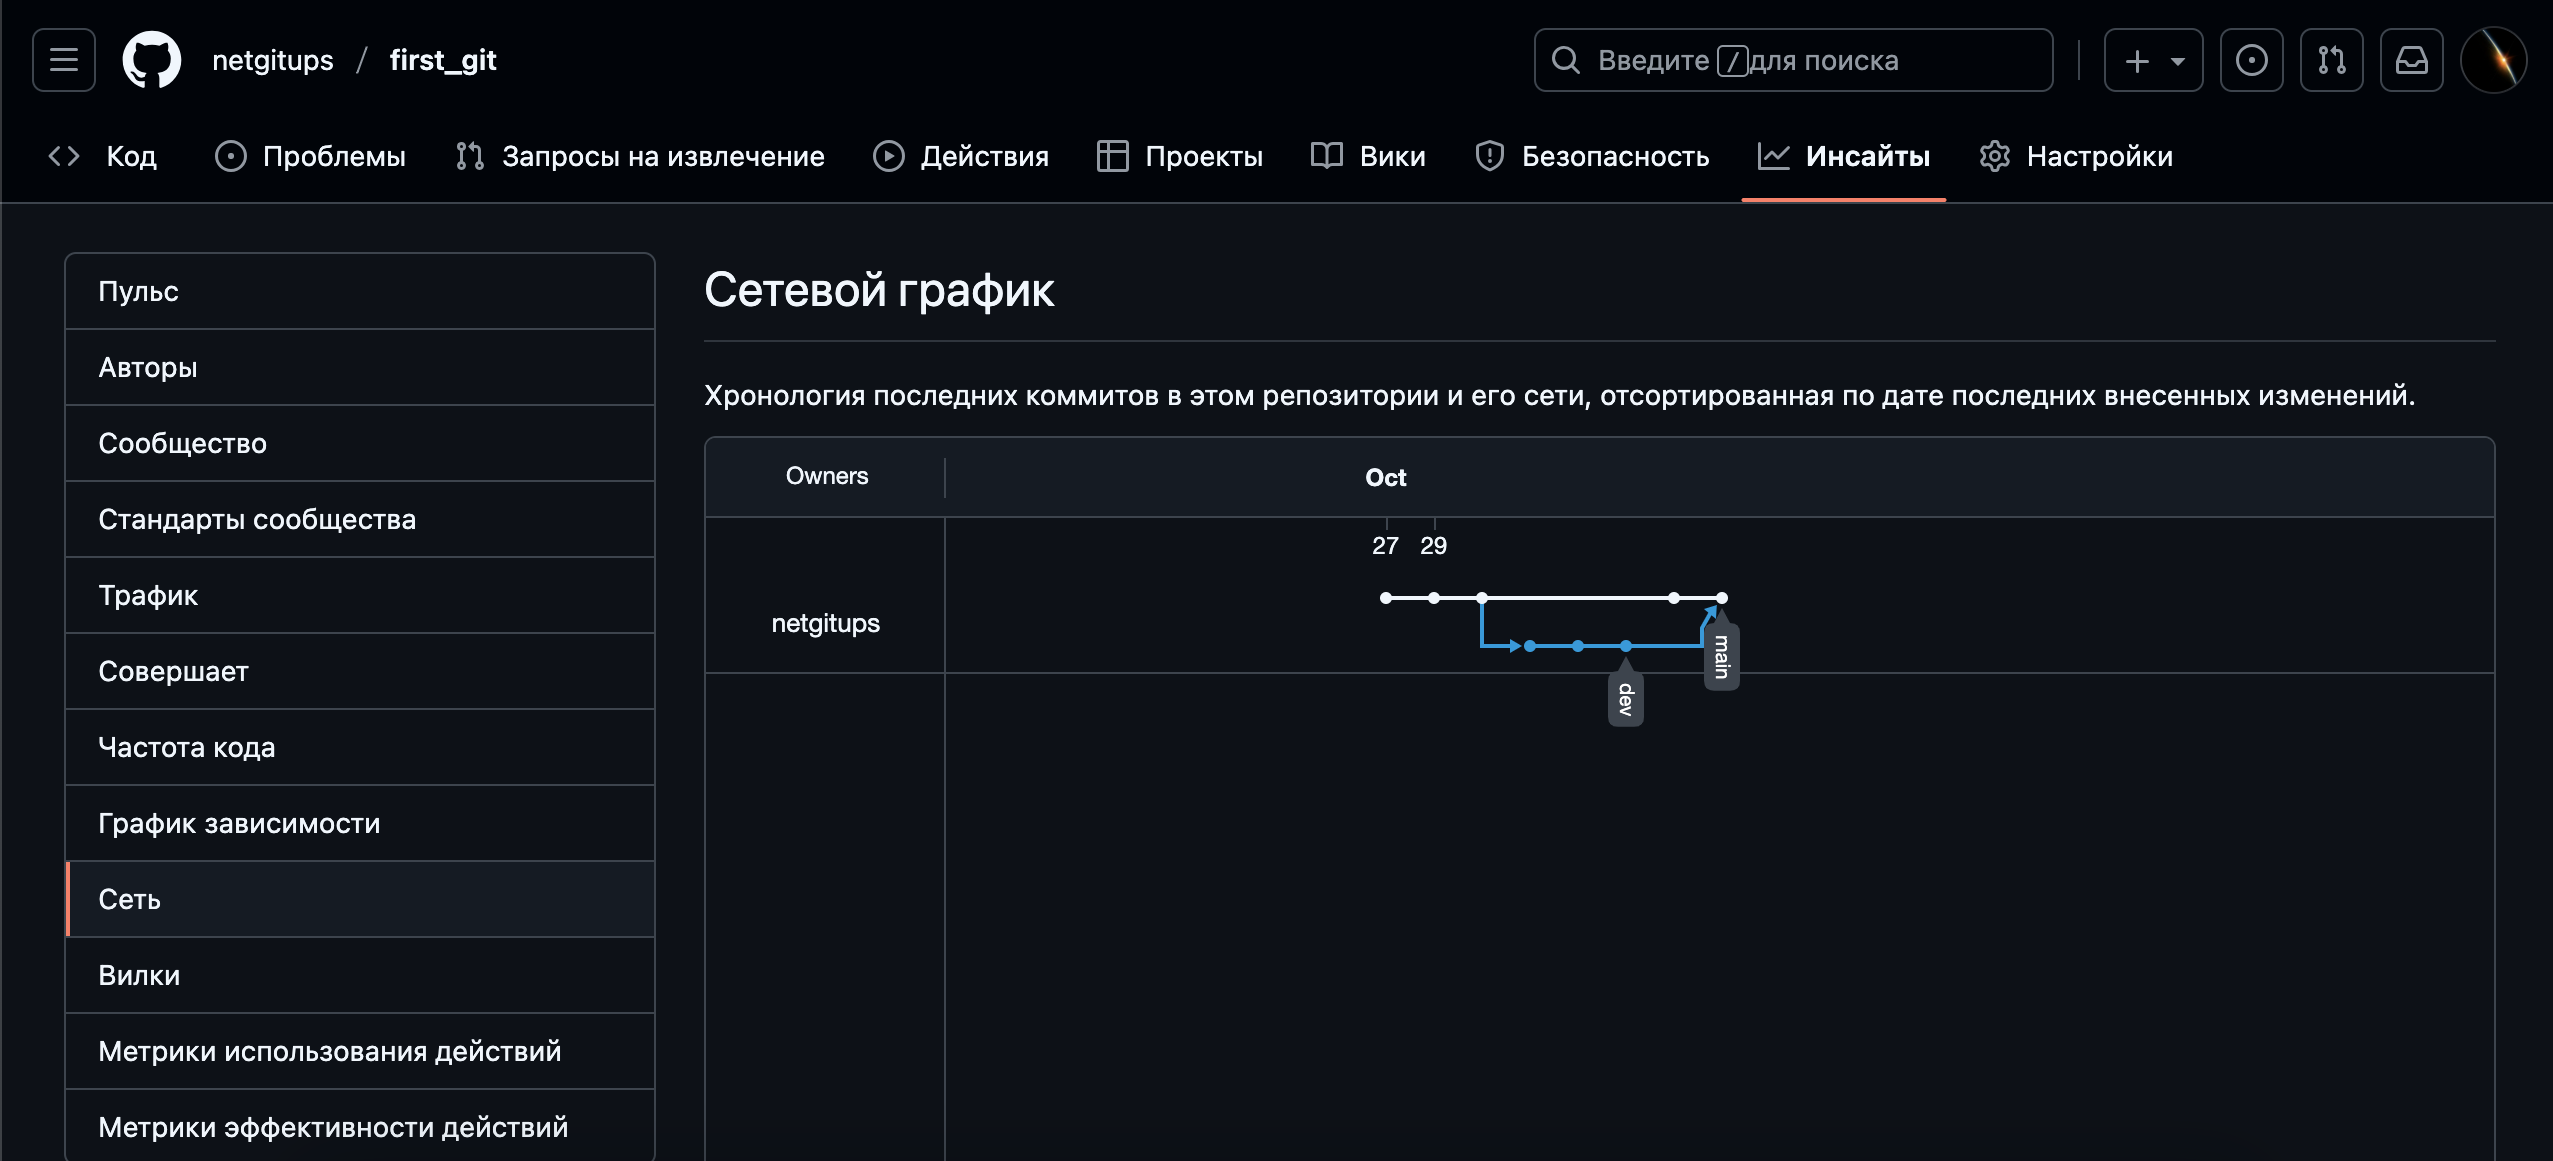 netgitups / first_git
Введите / для поиска
Код Проблемы Запросы на извлечение Действия Проекты Вики Безопасность Инсайты Настройки
Пульс
Авторы
Сообщество
Стандарты сообщества
Трафик
Совершает
Частота кода
График зависимости
Сеть
Вилки
Метрики использования действий
Метрики эффективности действий
Сетевой график
Хронология последних коммитов в этом репозитории и его сети, отсортированная по дате последних внесенных изменений.
Owners Oct
27 29
netgitups
main
dev